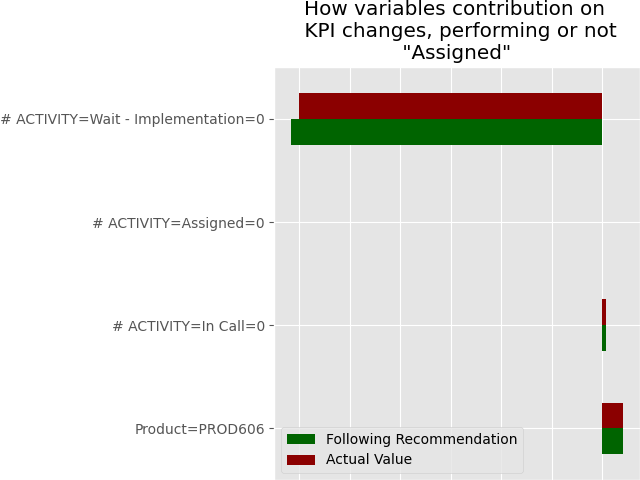 How variables contribution on
KPI changes, performing or not
"Assigned"
# ACTIVITY=Wait - Implementation=0
# ACTIVITY=Assigned=0
# ACTIVITY=In Call=0
Product=PROD606
Following Recommendation
Actual Value